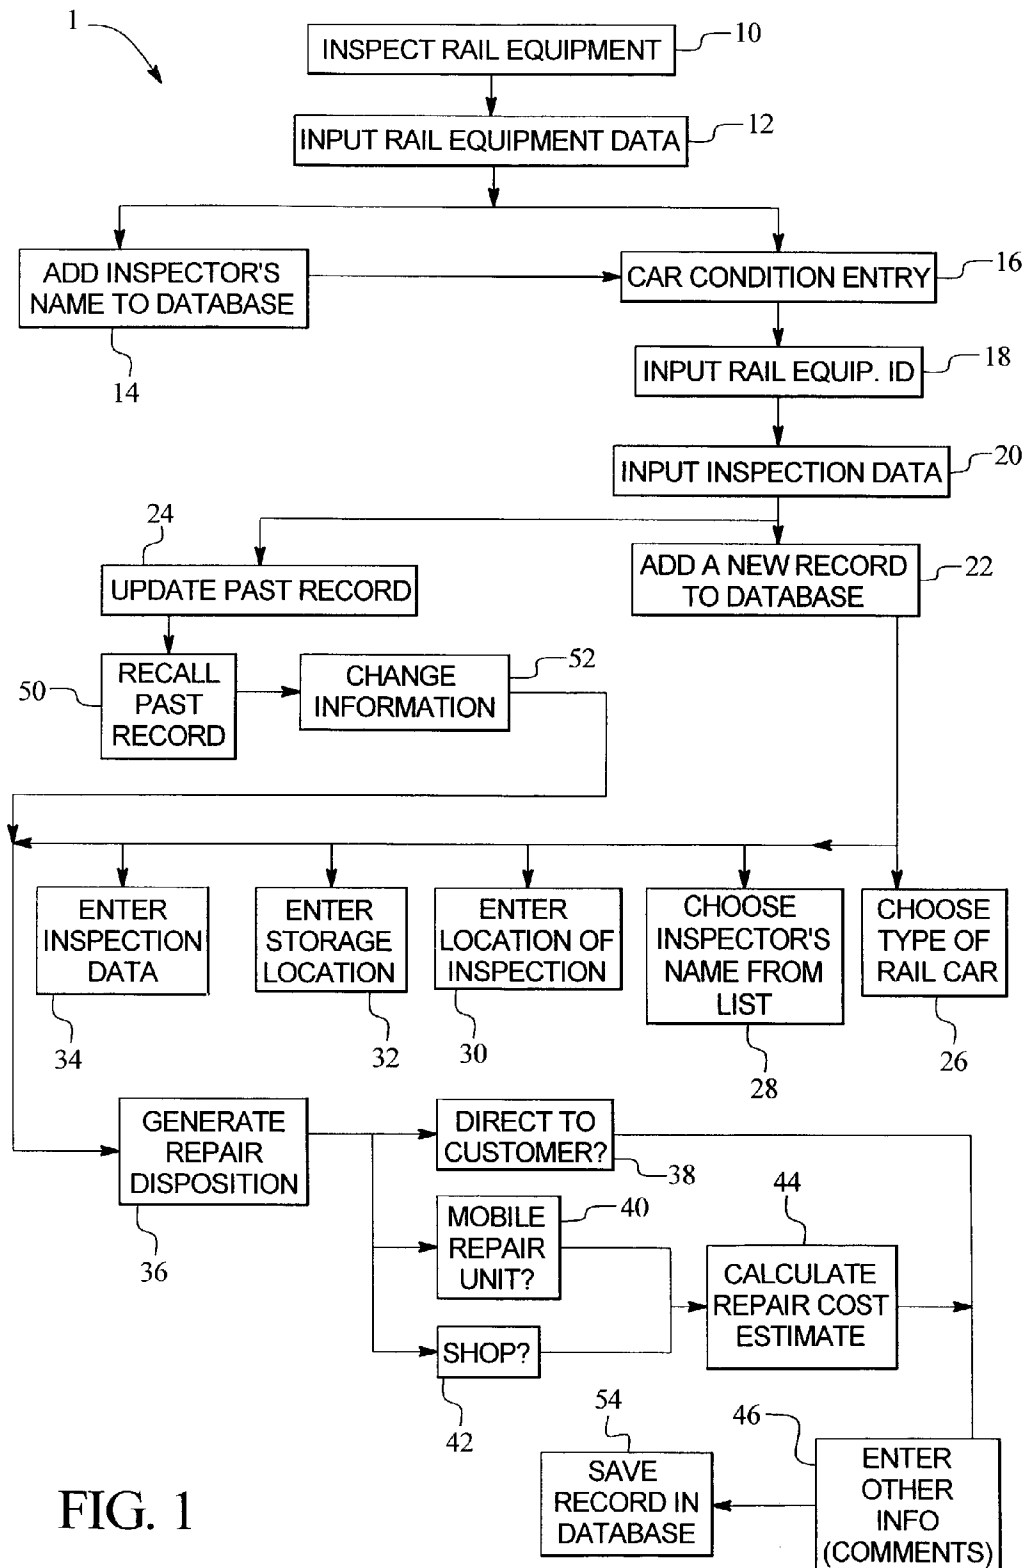 1
INSPECT RAIL EQUIPMENT
10
INPUT RAIL EQUIPMENT DATA
12
ADD INSPECTOR'S
NAME TO DATABASE
14
CAR CONDITION ENTRY
16
INPUT RAIL EQUIP. ID
18
INPUT INSPECTION DATA
20
24
UPDATE PAST RECORD
ADD A NEW RECORD
TO DATABASE
22
50
RECALL
PAST
RECORD
CHANGE
INFORMATION
52
ENTER
INSPECTION
DATA
34
ENTER
STORAGE
LOCATION
32
ENTER
LOCATION OF
INSPECTION
30
CHOOSE
INSPECTOR'S
NAME FROM
LIST
28
CHOOSE
TYPE OF
RAIL CAR
26
GENERATE
REPAIR
DISPOSITION
36
DIRECT TO
CUSTOMER?
38
MOBILE
REPAIR
UNIT?
40
SHOP?
42
44
CALCULATE
REPAIR COST
ESTIMATE
46
ENTER
OTHER
INFO
(COMMENTS)
54
SAVE
RECORD IN
DATABASE
FIG. 1